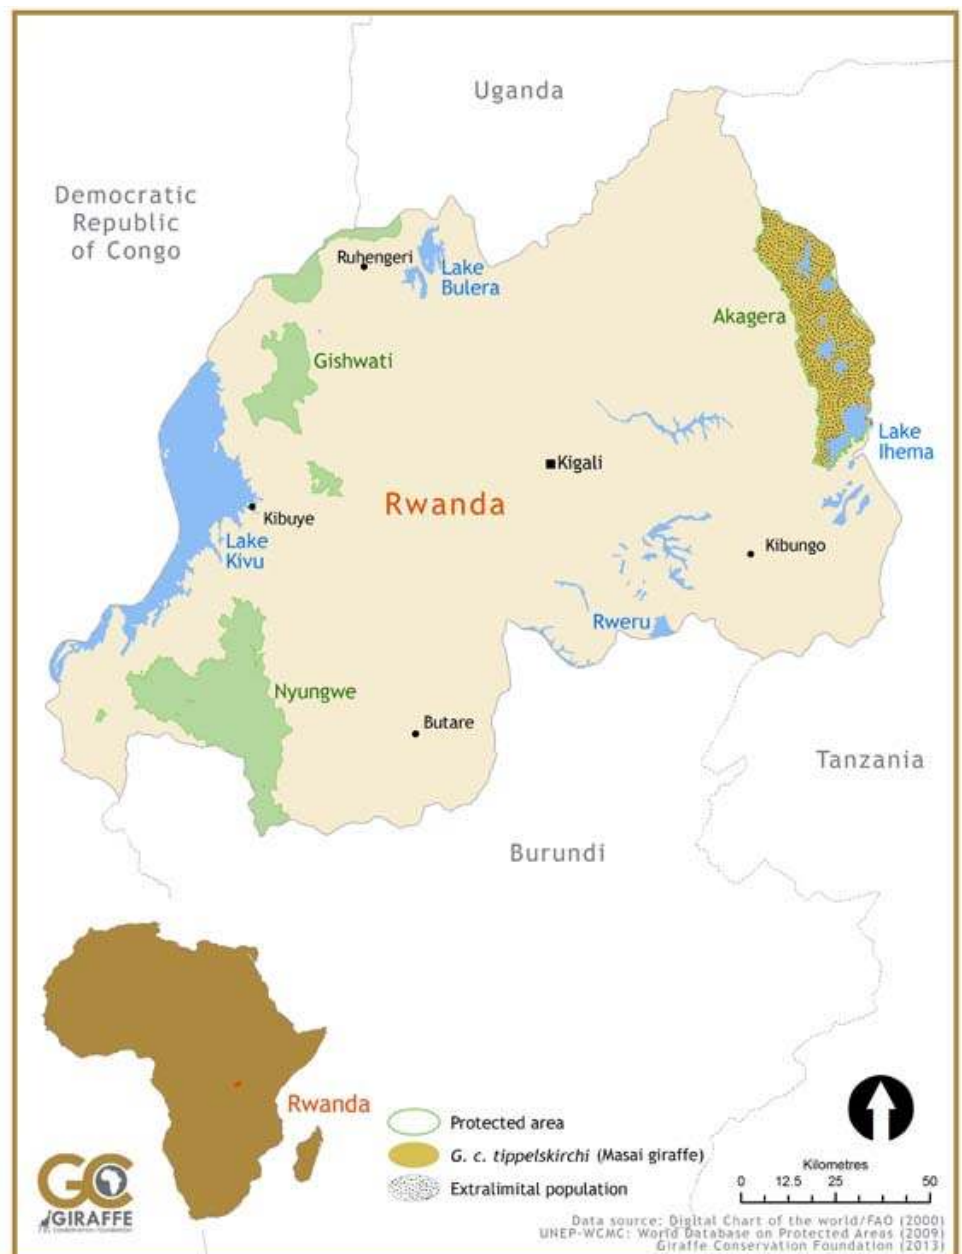 Uganda
Democratic
Republic
of Congo
Ruhengeri
Lake
Bulera
Akagera
Gishwati
Lake
Ihema
Kigali
Rwanda
Kibuye
Lake
Kivu
Kibungo
Rweru
Nyungwe
Butare
Tanzania
Burundi
Rwanda
Protected area
G. c. tippelskirchi (Masai giraffe)
Extralimital population
Kilometres
0 12.5 25 50
GC
GIRAFFE
CONSERVATION FOUNDATION
Data source: Digital Chart of the world/FAO (2000)
UNEP-WCMC: World Database on Protected Areas (2009)
Giraffe Conservation Foundation (2013)